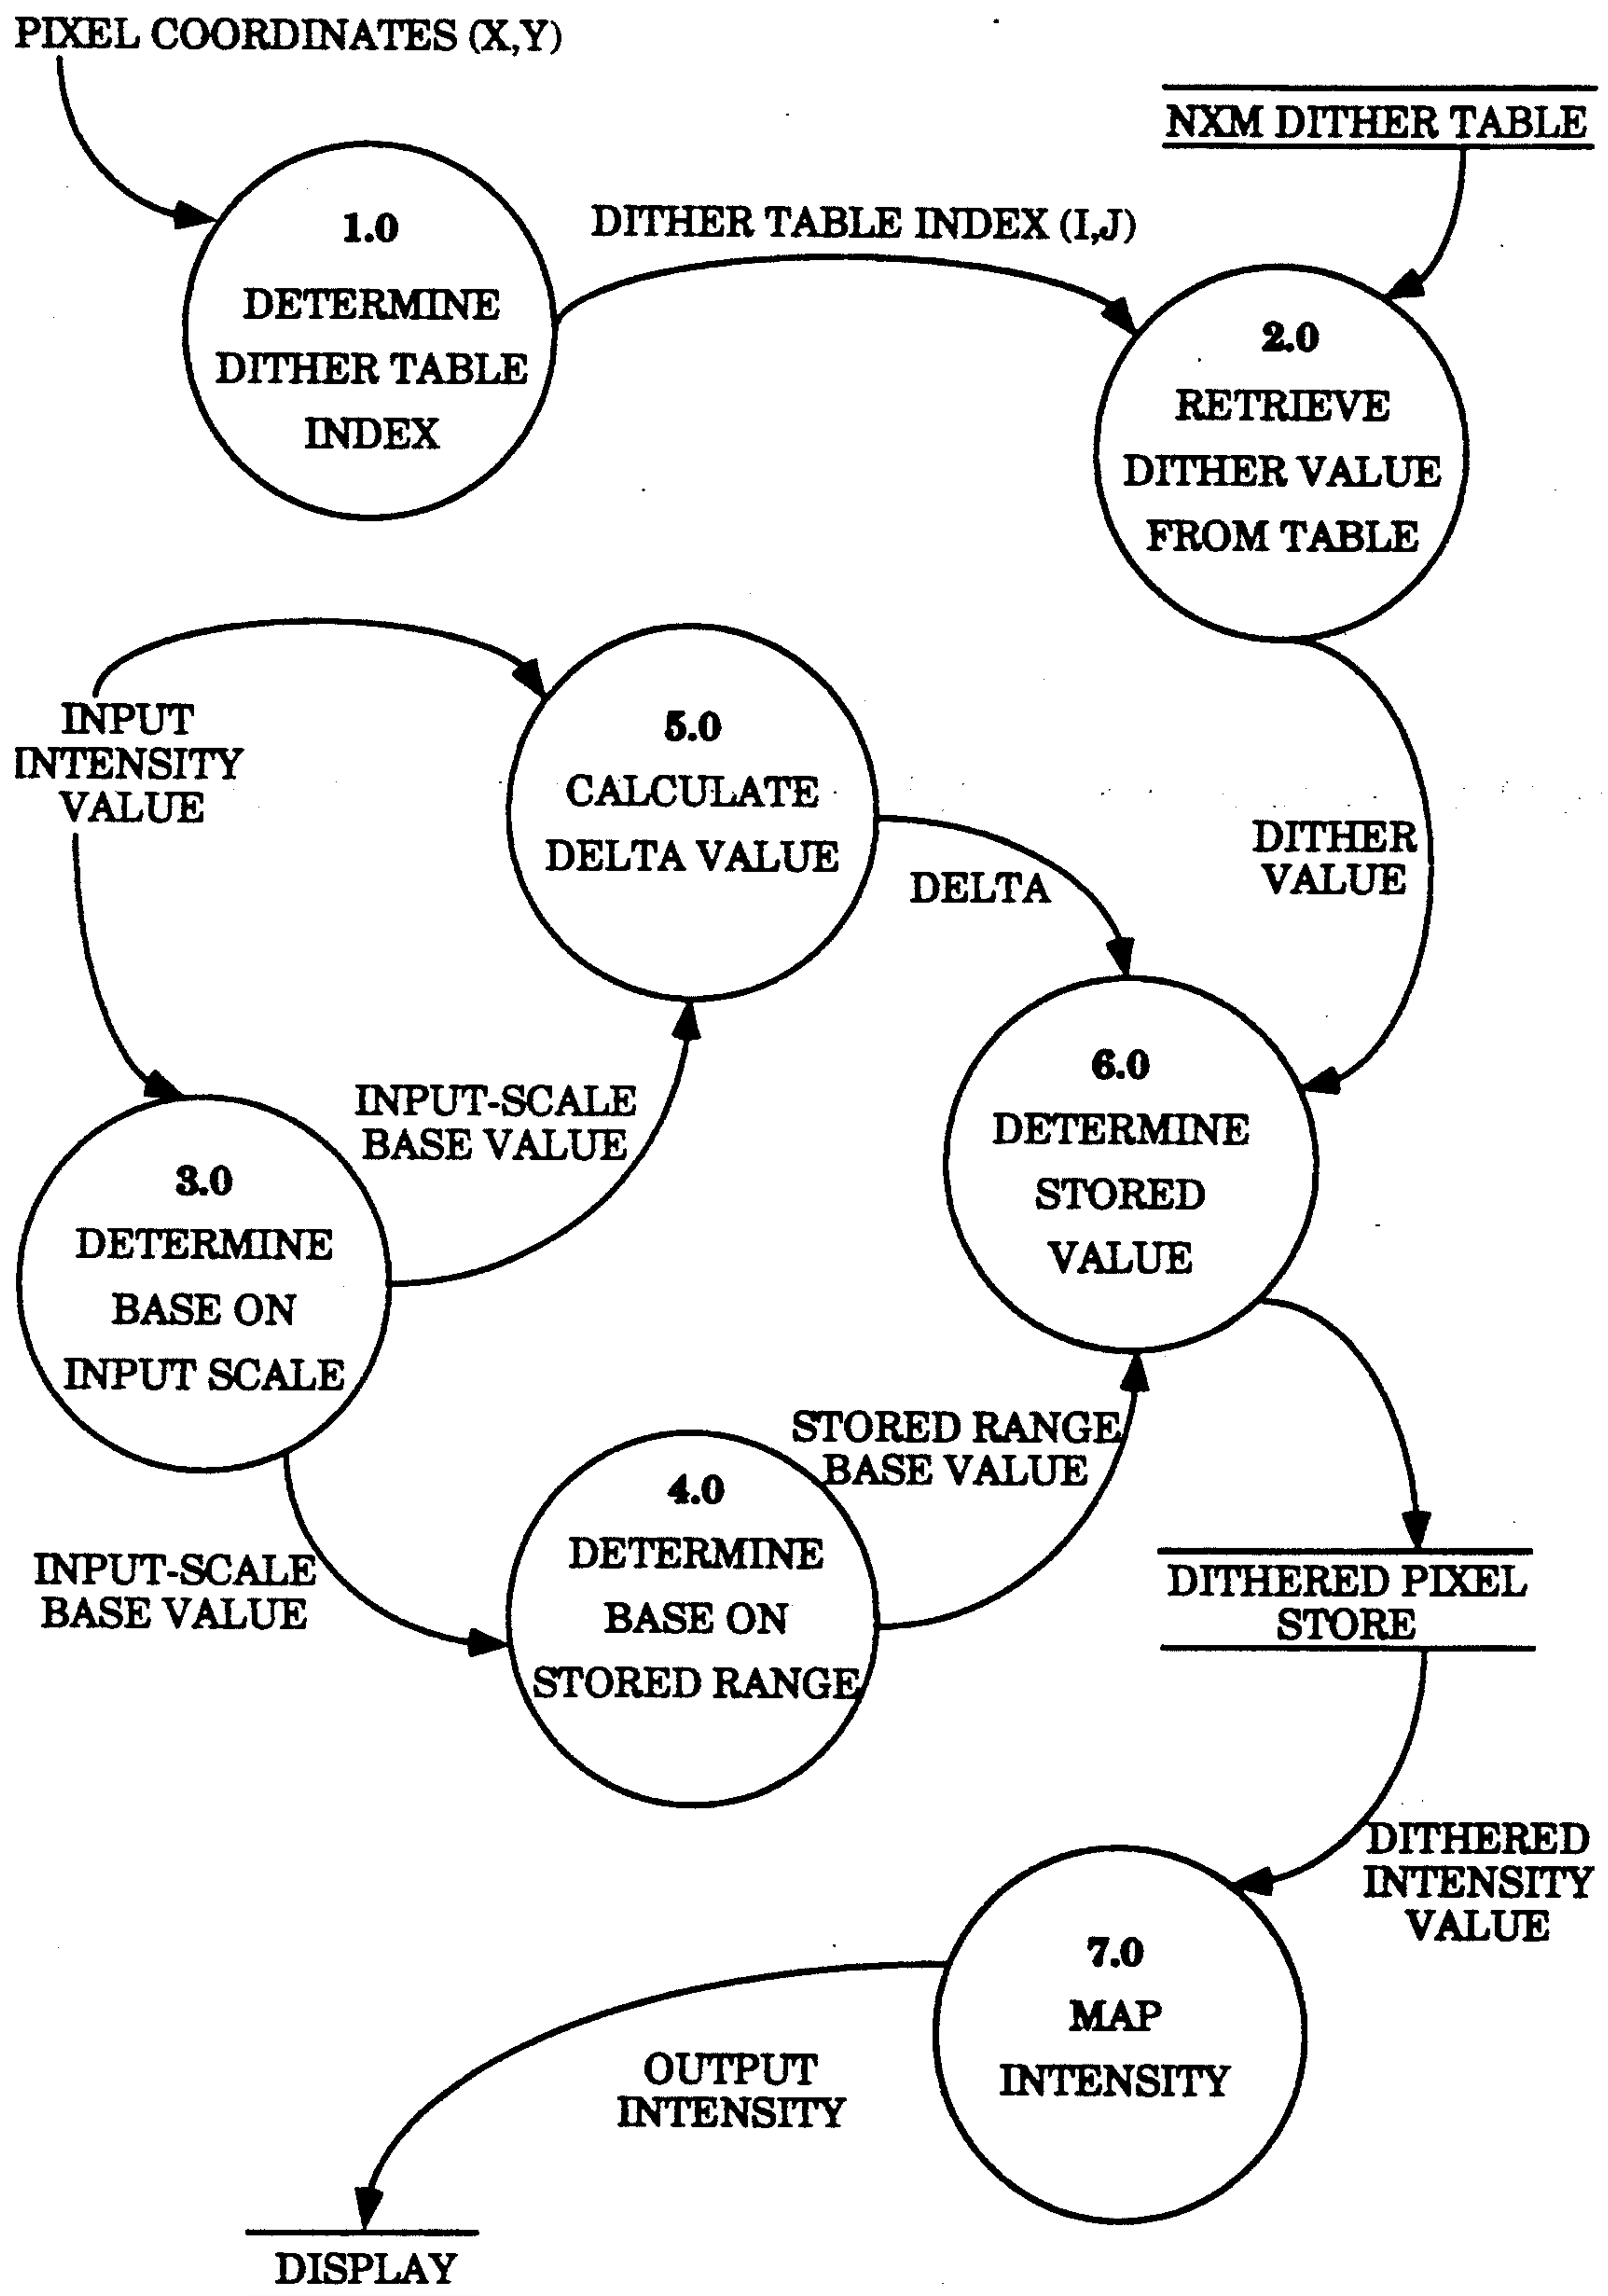 PIXEL COORDINATES (X,Y)
NXM DITHER TABLE
1.0
DETERMINE
DITHER TABLE
INDEX
DITHER TABLE INDEX (I,J)
2.0
RETRIEVE
DITHER VALUE
FROM TABLE
INPUT
INTENSITY
VALUE
5.0
CALCULATE
DELTA VALUE
DELTA
DITHER
VALUE
INPUT-SCALE
BASE VALUE
3.0
DETERMINE
BASE ON
INPUT SCALE
6.0
DETERMINE
STORED
VALUE
STORED RANGE
BASE VALUE
INPUT-SCALE
BASE VALUE
4.0
DETERMINE
BASE ON
STORED RANGE
DITHERED PIXEL
STORE
DITHERED
INTENSITY
VALUE
7.0
MAP
INTENSITY
OUTPUT
INTENSITY
DISPLAY